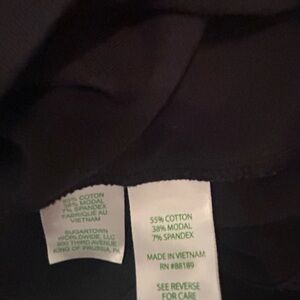 55% COTTON
38% MODAL
7% SPANDEX
FABRIQUE AU
VIETNAM
SUGARTOWN
WORLDWIDE, LLC
800 THIRD AVENUE
KING OF PRUSSIA, PA
55% COTTON
38% MODAL
7% SPANDEX
MADE IN VIETNAM
RN #88189
SEE REVERSE
FOR CARE